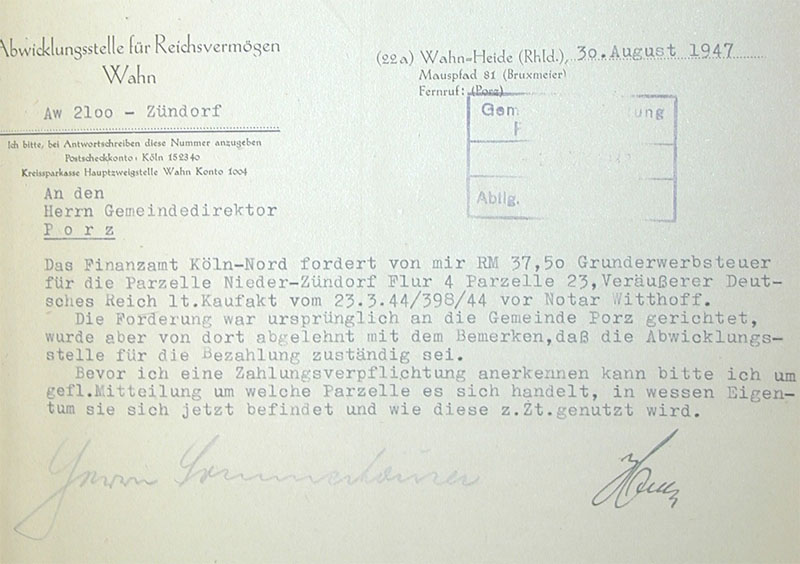 Abwicklungsstelle für Reichsvermögen
Wahn
Aw 21oo - Zündorf
Ich bitte, bei Antwortschreiben diese Nummer anzugeben
Postscheckkonto: Köln 152340
Kreissparkasse Hauptzweigstelle Wahn Konto 1004
(22a) Wahn-Heide (Rhld.), 3o.August 1947
Mauspfad 81 (Bruxmeier)
Fernruf: (Porz)
Gem ung
P
Abtlg.
An den
Herrn Gemeindedirektor
P o r z
Das Finanzamt Köln-Nord fordert von mir RM 37,5o Grunderwerbsteuer
für die Parzelle Nieder-Zündorf Flur 4 Parzelle 23,Veräußerer Deut-
sches Reich lt.Kaufakt vom 23.3.44/398/44 vor Notar Witthoff.
Die Forderung war ursprünglich an die Gemeinde Porz gerichtet,
wurde aber von dort abgelehnt mit dem Bemerken,daß die Abwicklungs-
stelle für die Bezahlung zuständig sei.
Bevor ich eine Zahlungsverpflichtung anerkennen kann bitte ich um
gefl.Mitteilung um welche Parzelle es sich handelt, in wessen Eigen-
tum sie sich jetzt befindet und wie diese z.Zt.genutzt wird.
Herrn